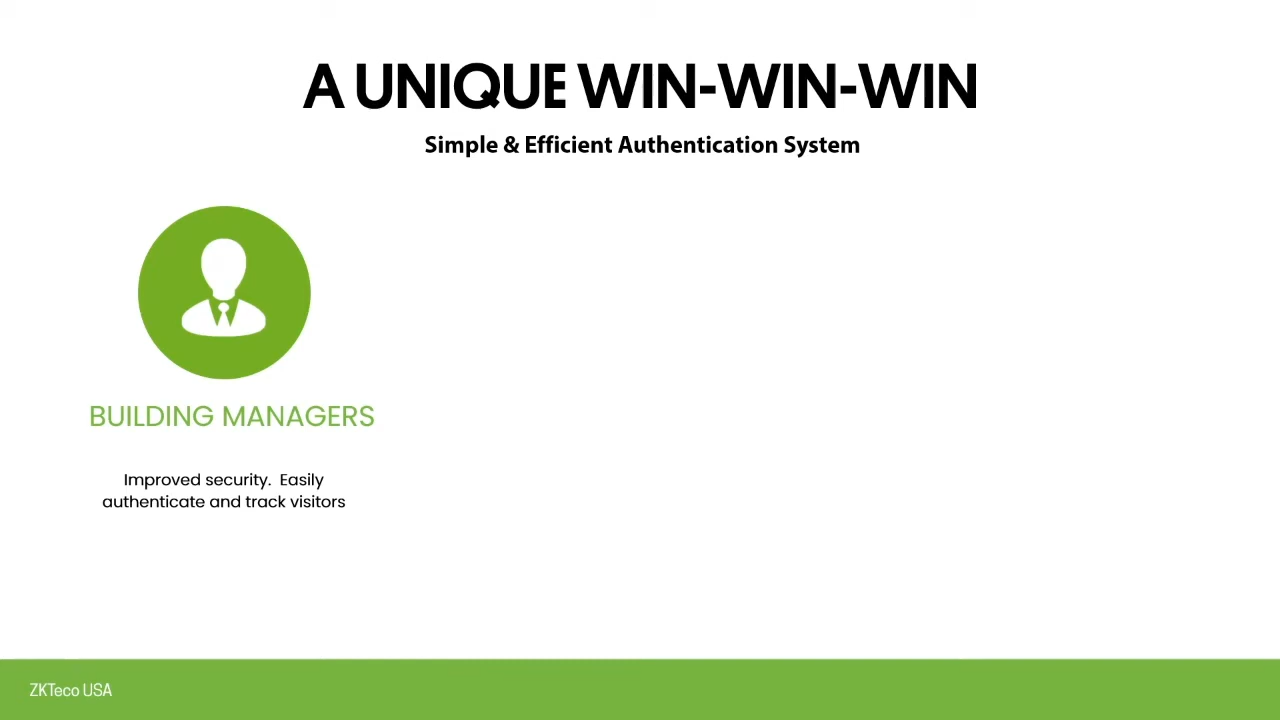 A UNIQUE WIN-WIN-WIN
Simple & Efficient Authentication System
BUILDING MANAGERS
Improved security.  Easily
authenticate and track visitors
ZKTeco USA